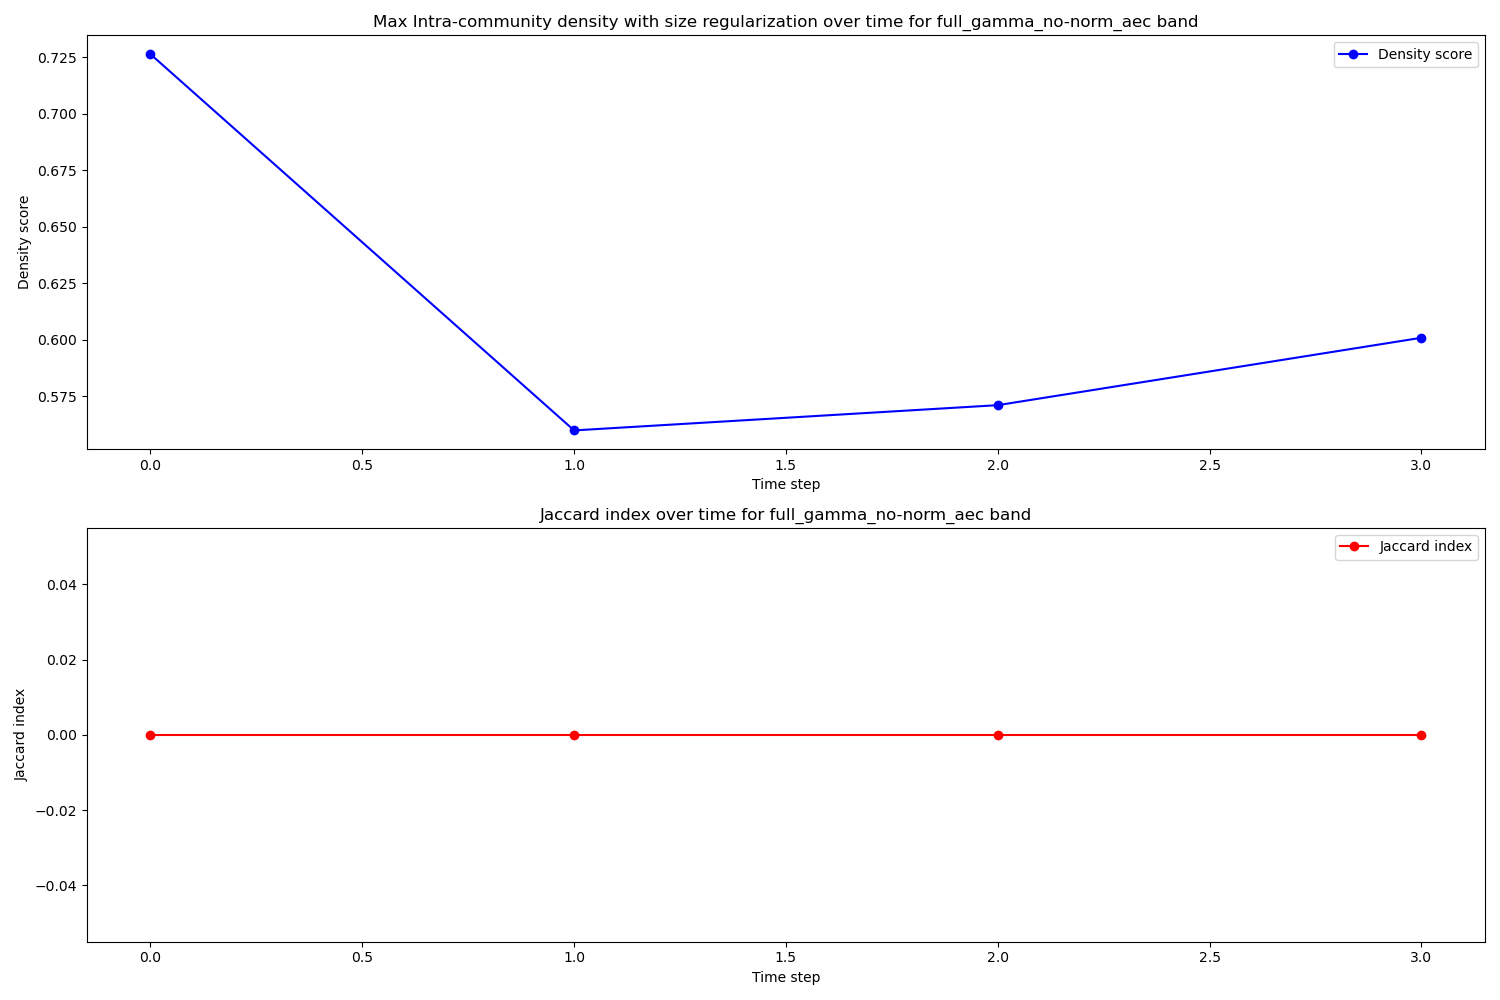 Max Intra-community density with size regularization over time for full_gamma_no-norm_aec band
Density score
0.725
0.700
0.675
0.650
0.625
0.600
0.575
Density score
0.0 0.5 1.0 1.5 2.0 2.5 3.0
Time step
Jaccard index over time for full_gamma_no-norm_aec band
Jaccard index
0.04
0.02
0.00
−0.02
−0.04
Jaccard index
0.0 0.5 1.0 1.5 2.0 2.5 3.0
Time step